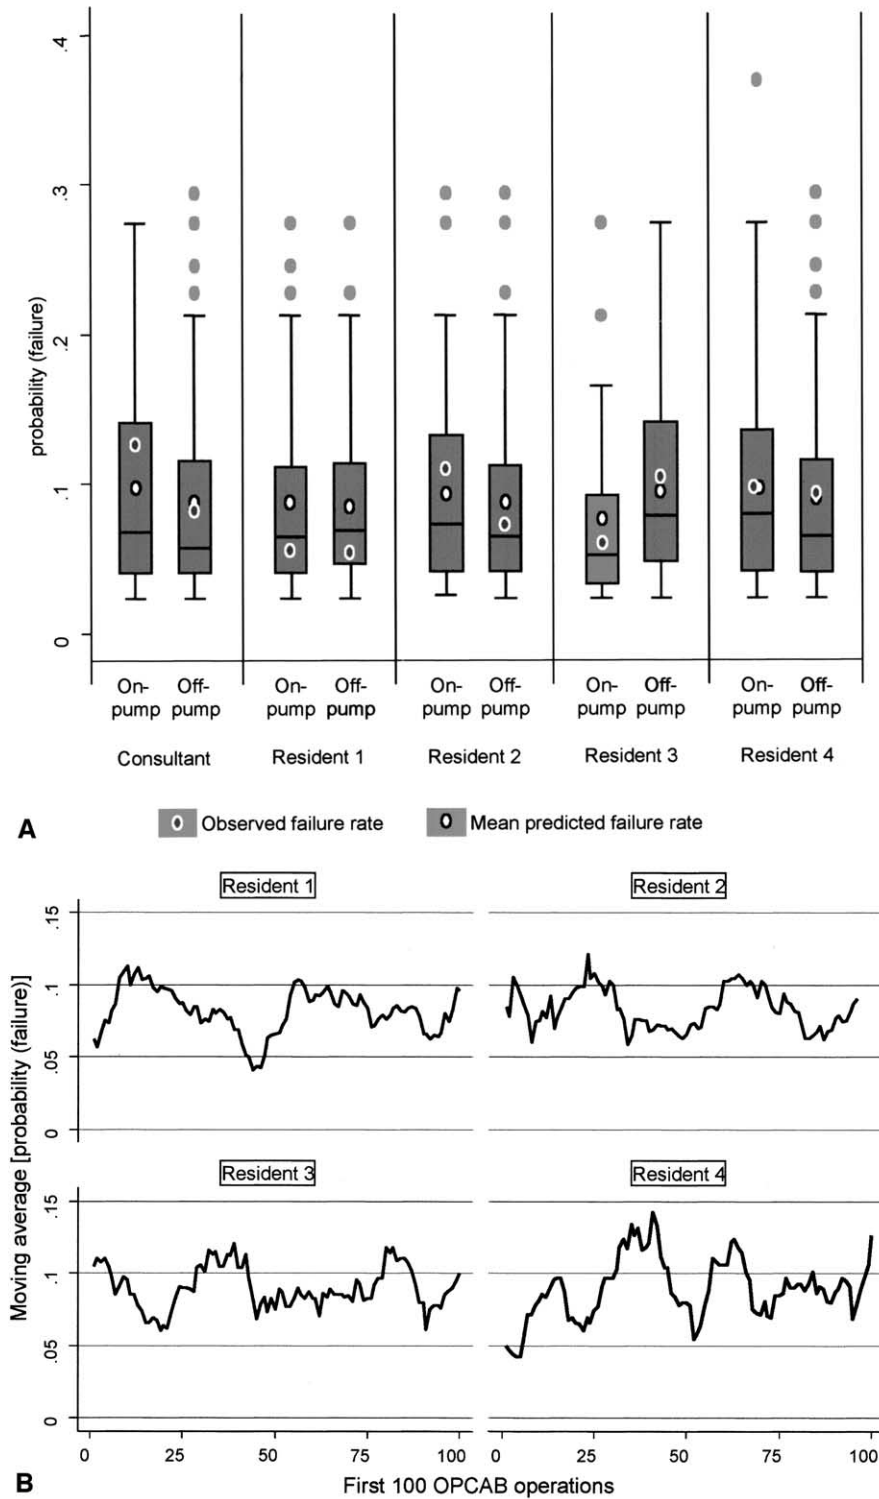 .4
.3
.2
.1
0
probability (failure)
On-pump Off-pump On-pump Off-pump On-pump Off-pump On-pump Off-pump On-pump Off-pump
Consultant Resident 1 Resident 2 Resident 3 Resident 4
A
Observed failure rate Mean predicted failure rate
Resident 1 Resident 2
.15
.1
.05
0
Resident 3 Resident 4
.15
.1
.05
0
Moving average [probability (failure)]
0 25 50 75 100 0 25 50 75 100
B
First 100 OPCAB operations